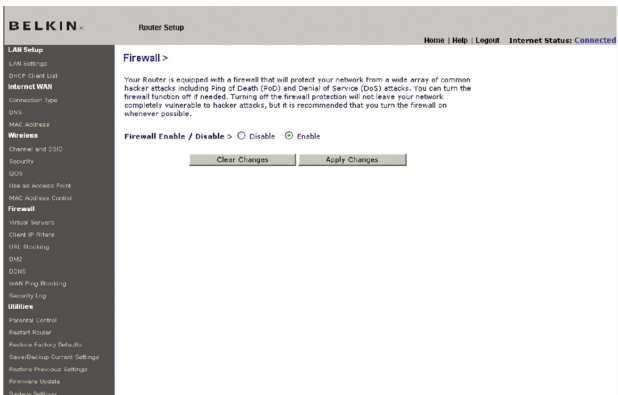 BELKIN
Router Setup
Home | Help | Logout Internet Status: Connected
LAN Setup
LAN Settings
DHCP Client List
Internet WAN
Connection Type
DNS
MAC Address
Wireless
Channel and SSID
Security
QOS
Use as Access Point
MAC Address Control
Firewall
Virtual Servers
Client IP Filters
URL Blocking
DMZ
DDNS
WAN Ping Blocking
Security Log
Utilities
Parental Control
Restart Router
Restore Factory Defaults
Save/Backup Current Settings
Restore Previous Settings
Firmware Update
System Settings
Firewall >
Your Router is equipped with a firewall that will protect your network from a wide array of common
hacker attacks including Ping of Death (PoD) and Denial of Service (DoS) attacks. You can turn the
firewall function off if needed. Turning off the firewall protection will not leave your network
completely vulnerable to hacker attacks, but it is recommended that you turn the firewall on
whenever possible.
Firewall Enable / Disable > Disable Enable
Clear Changes Apply Changes